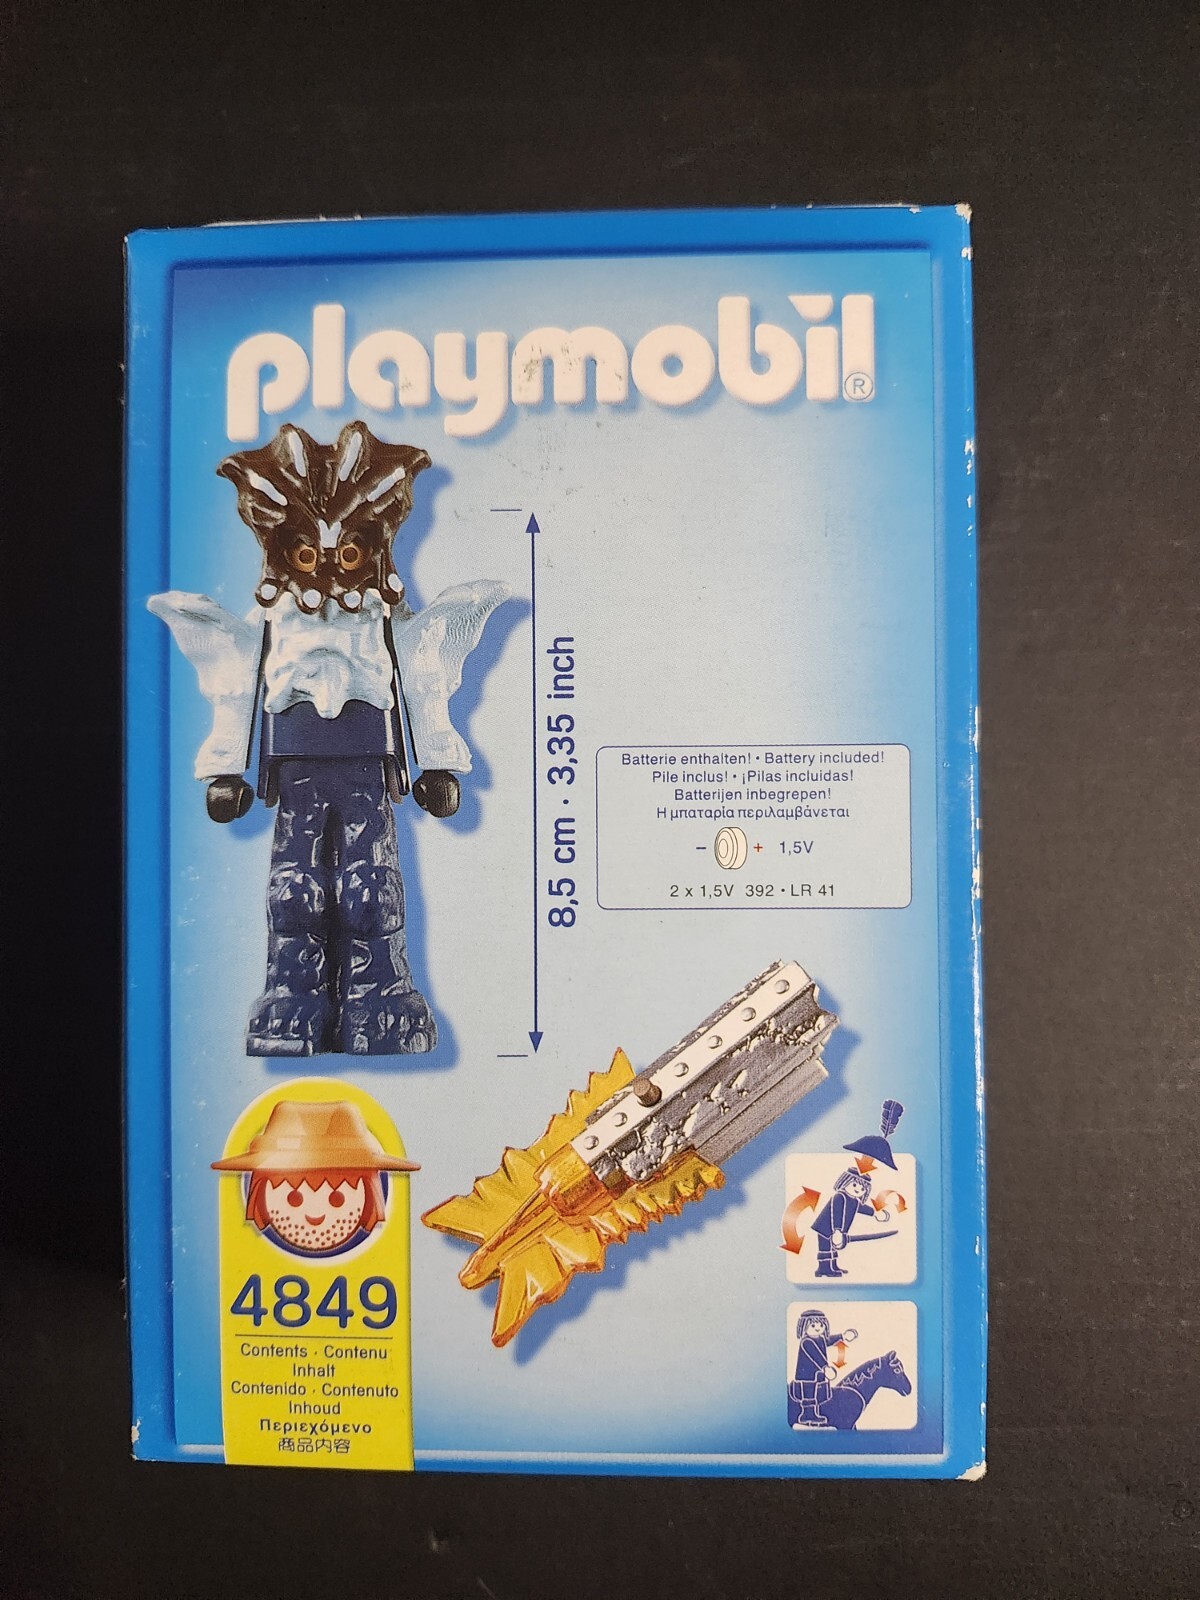 playmobil®
8,5 cm · 3,35 inch
Batterie enthalten! · Battery included!
Pile inclus! · ¡Pilas incluidas!
Batterijen inbegrepen!
Η μπαταρία περιλαμβάνεται
- + 1,5V
2 x 1,5V 392 · LR 41
4849
Contents · Contenu
Inhalt
Contenido · Contenuto
Inhoud
Περιεχόμενο
商品内容